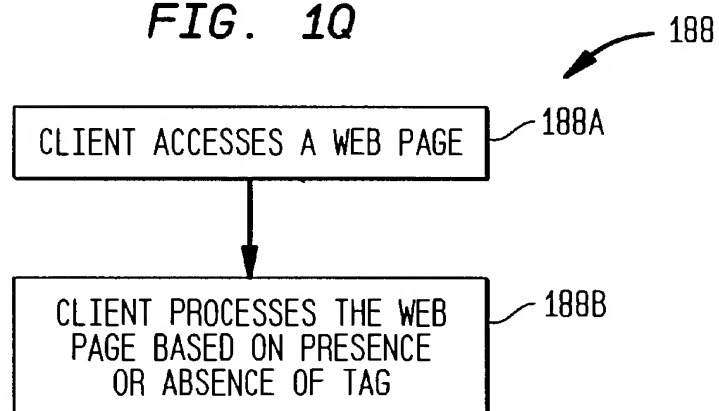 FIG. 1Q
188
CLIENT ACCESSES A WEB PAGE
188A
CLIENT PROCESSES THE WEB
PAGE BASED ON PRESENCE
OR ABSENCE OF TAG
188B